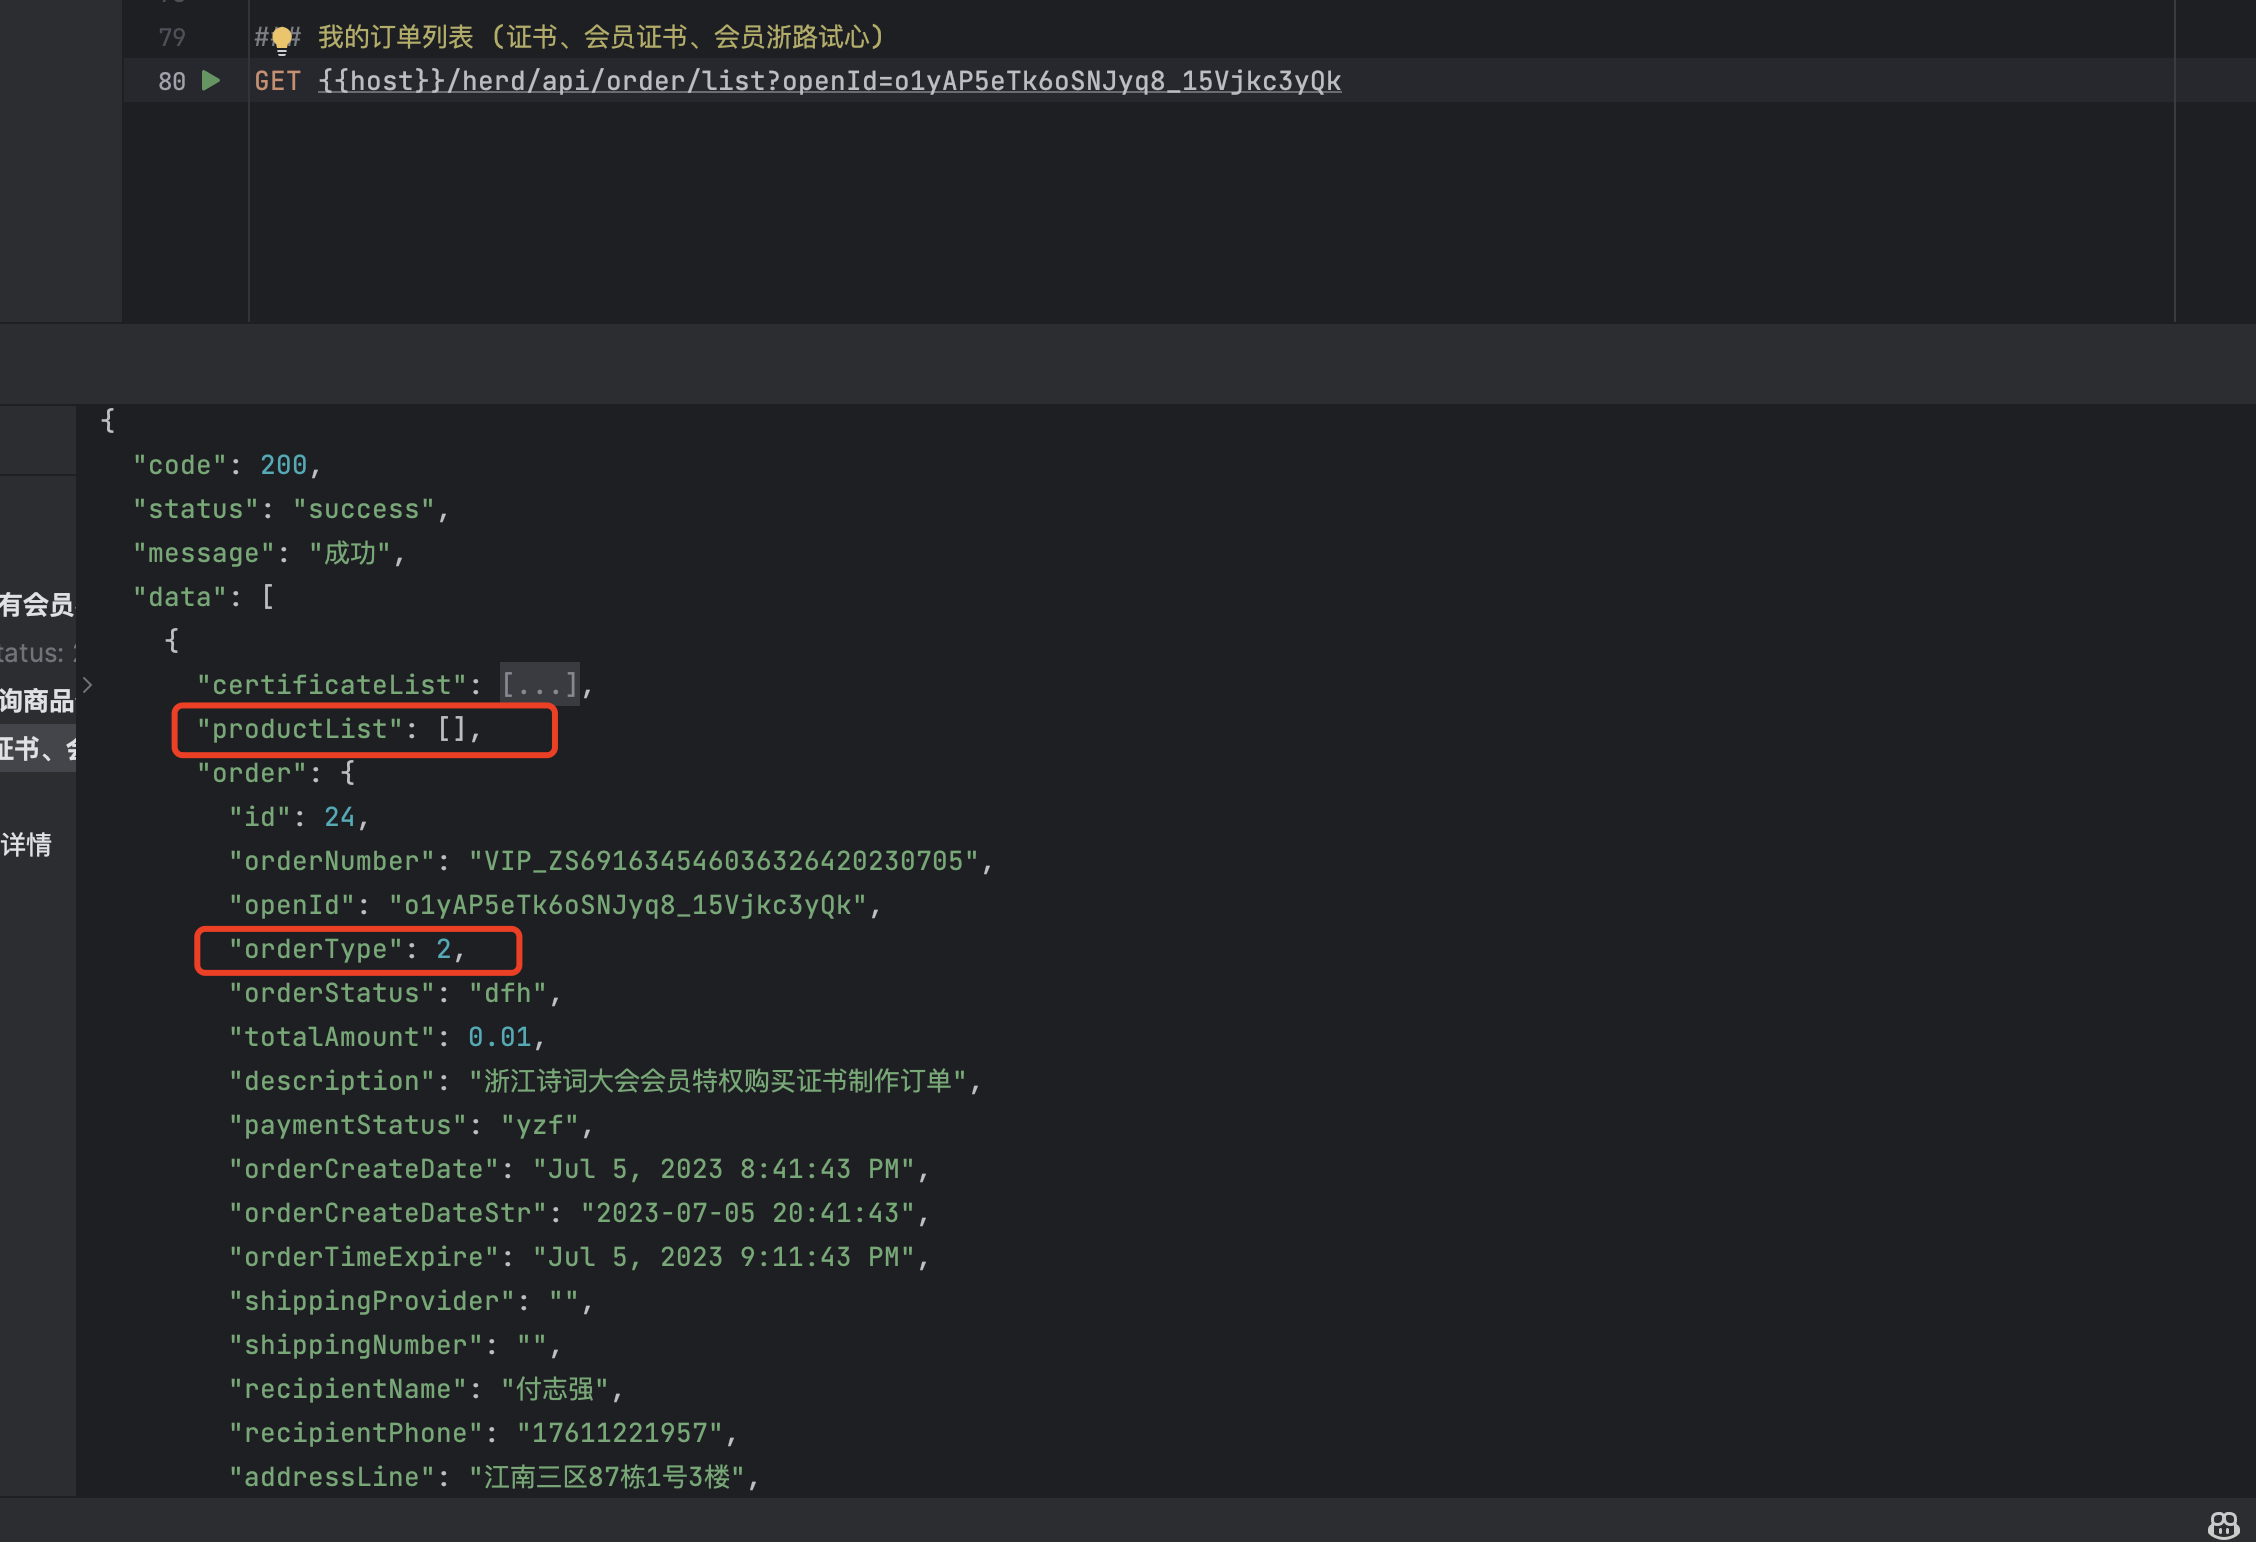 79 ### 我的订单列表 (证书、会员证书、会员浙路试心)
80 GET {{host}}/herd/api/order/list?openId=o1yAP5eTk6oSNJyq8_15Vjkc3yQk
{
"code": 200,
"status": "success",
"message": "成功",
"data": [
有会员
{
tatus:
"certificateList": [...],
询商品
"productList": [],
证书、会
"order": {
"id": 24,
详情
"orderNumber": "VIP_ZS6916345460363264​20230705",
"openId": "o1yAP5eTk6oSNJyq8_15Vjkc3yQk",
"orderType": 2,
"orderStatus": "dfh",
"totalAmount": 0.01,
"description": "浙江诗词大会会员特权购买证书制作订单",
"paymentStatus": "yzf",
"orderCreateDate": "Jul 5, 2023 8:41:43 PM",
"orderCreateDateStr": "2023-07-05 20:41:43",
"orderTimeExpire": "Jul 5, 2023 9:11:43 PM",
"shippingProvider": "",
"shippingNumber": "",
"recipientName": "付志强",
"recipientPhone": "17611221957",
"addressLine": "江南三区87栋1号3楼",